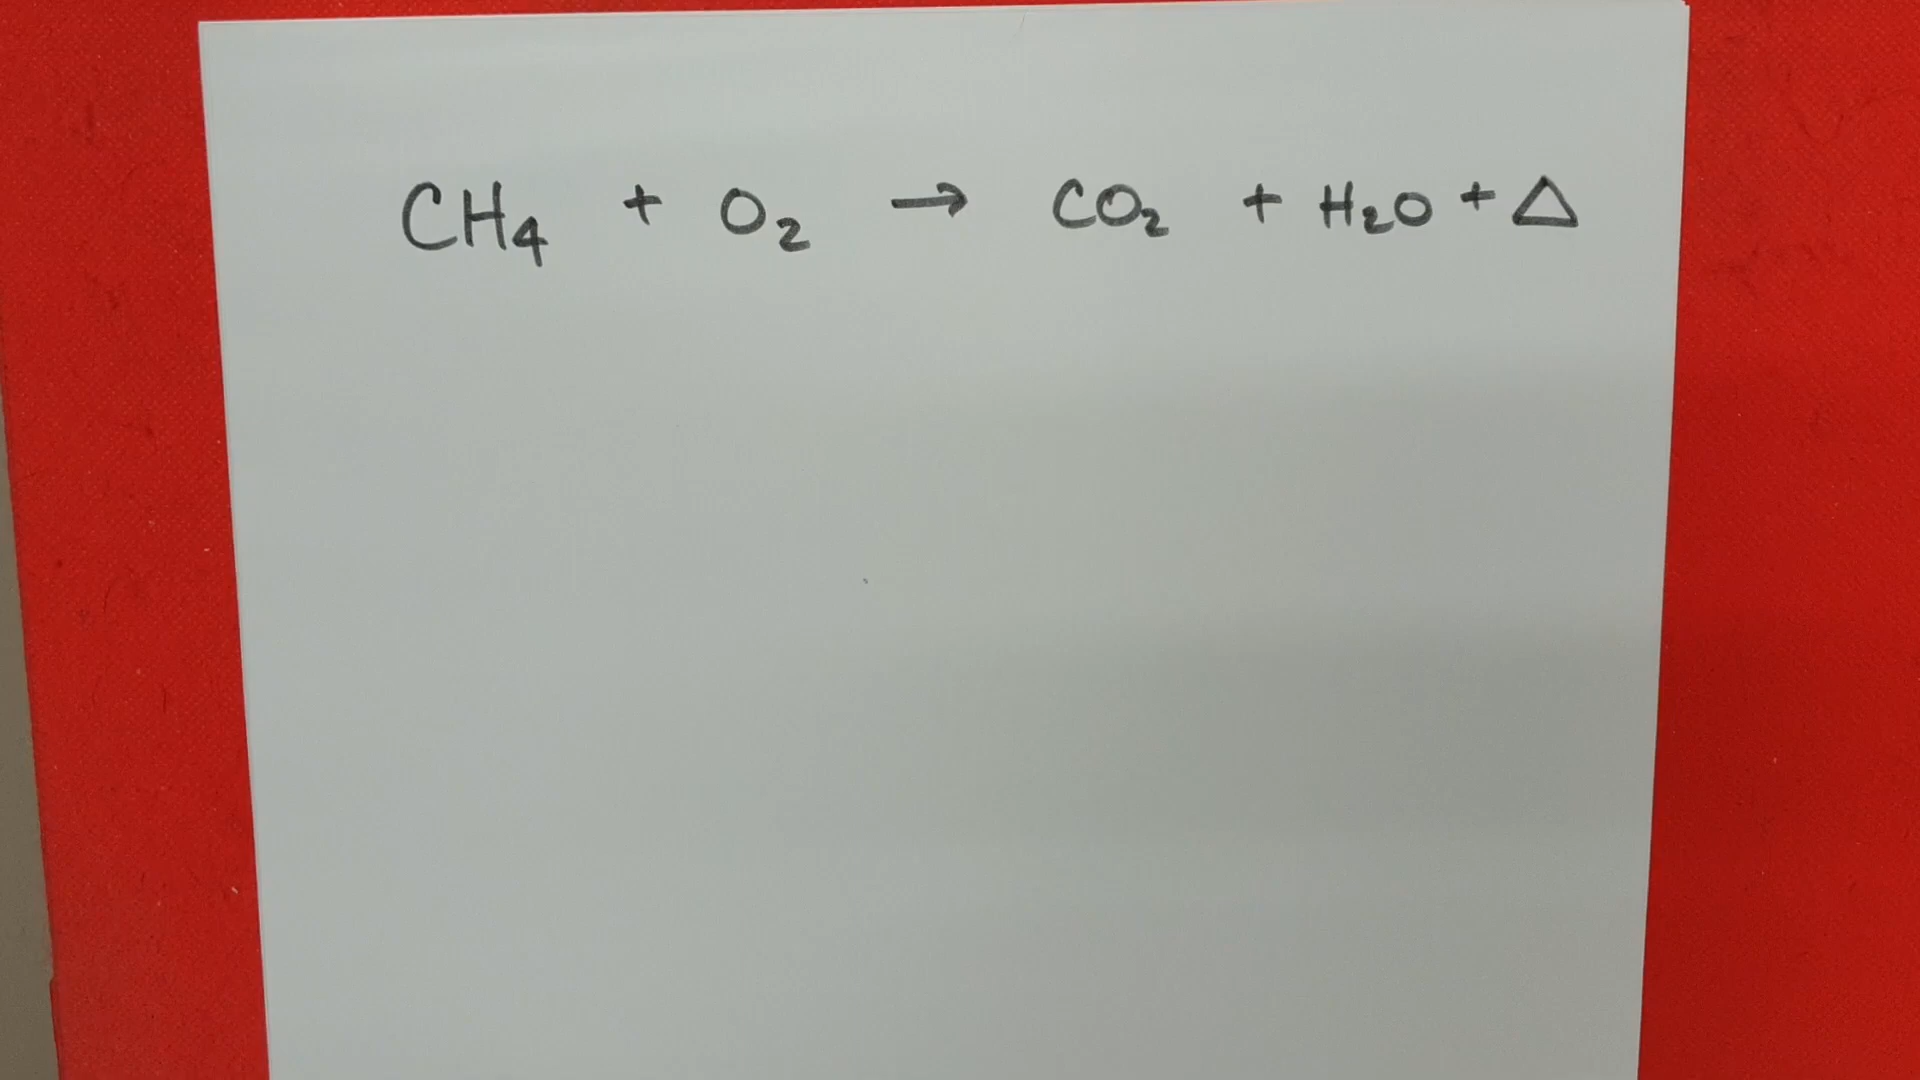 CH₄ + O₂ → CO₂ + H₂O + △